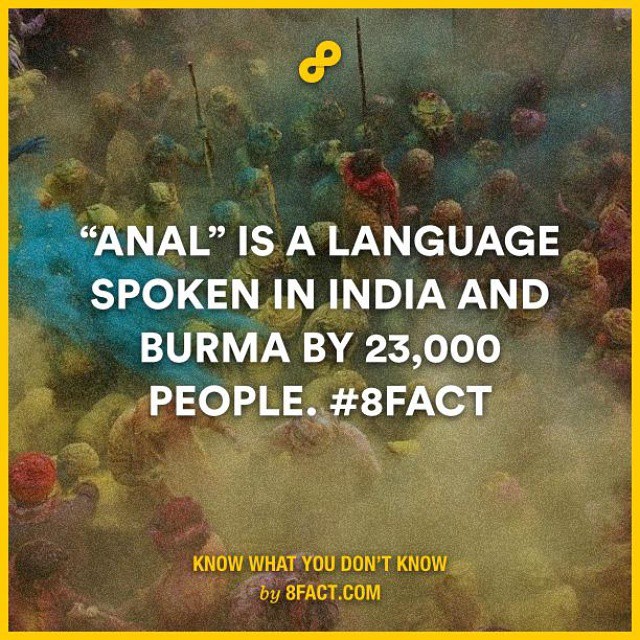 “ANAL” IS A LANGUAGE
SPOKEN IN INDIA AND
BURMA BY 23,000
PEOPLE. #8FACT
KNOW WHAT YOU DON’T KNOW
by 8FACT.COM